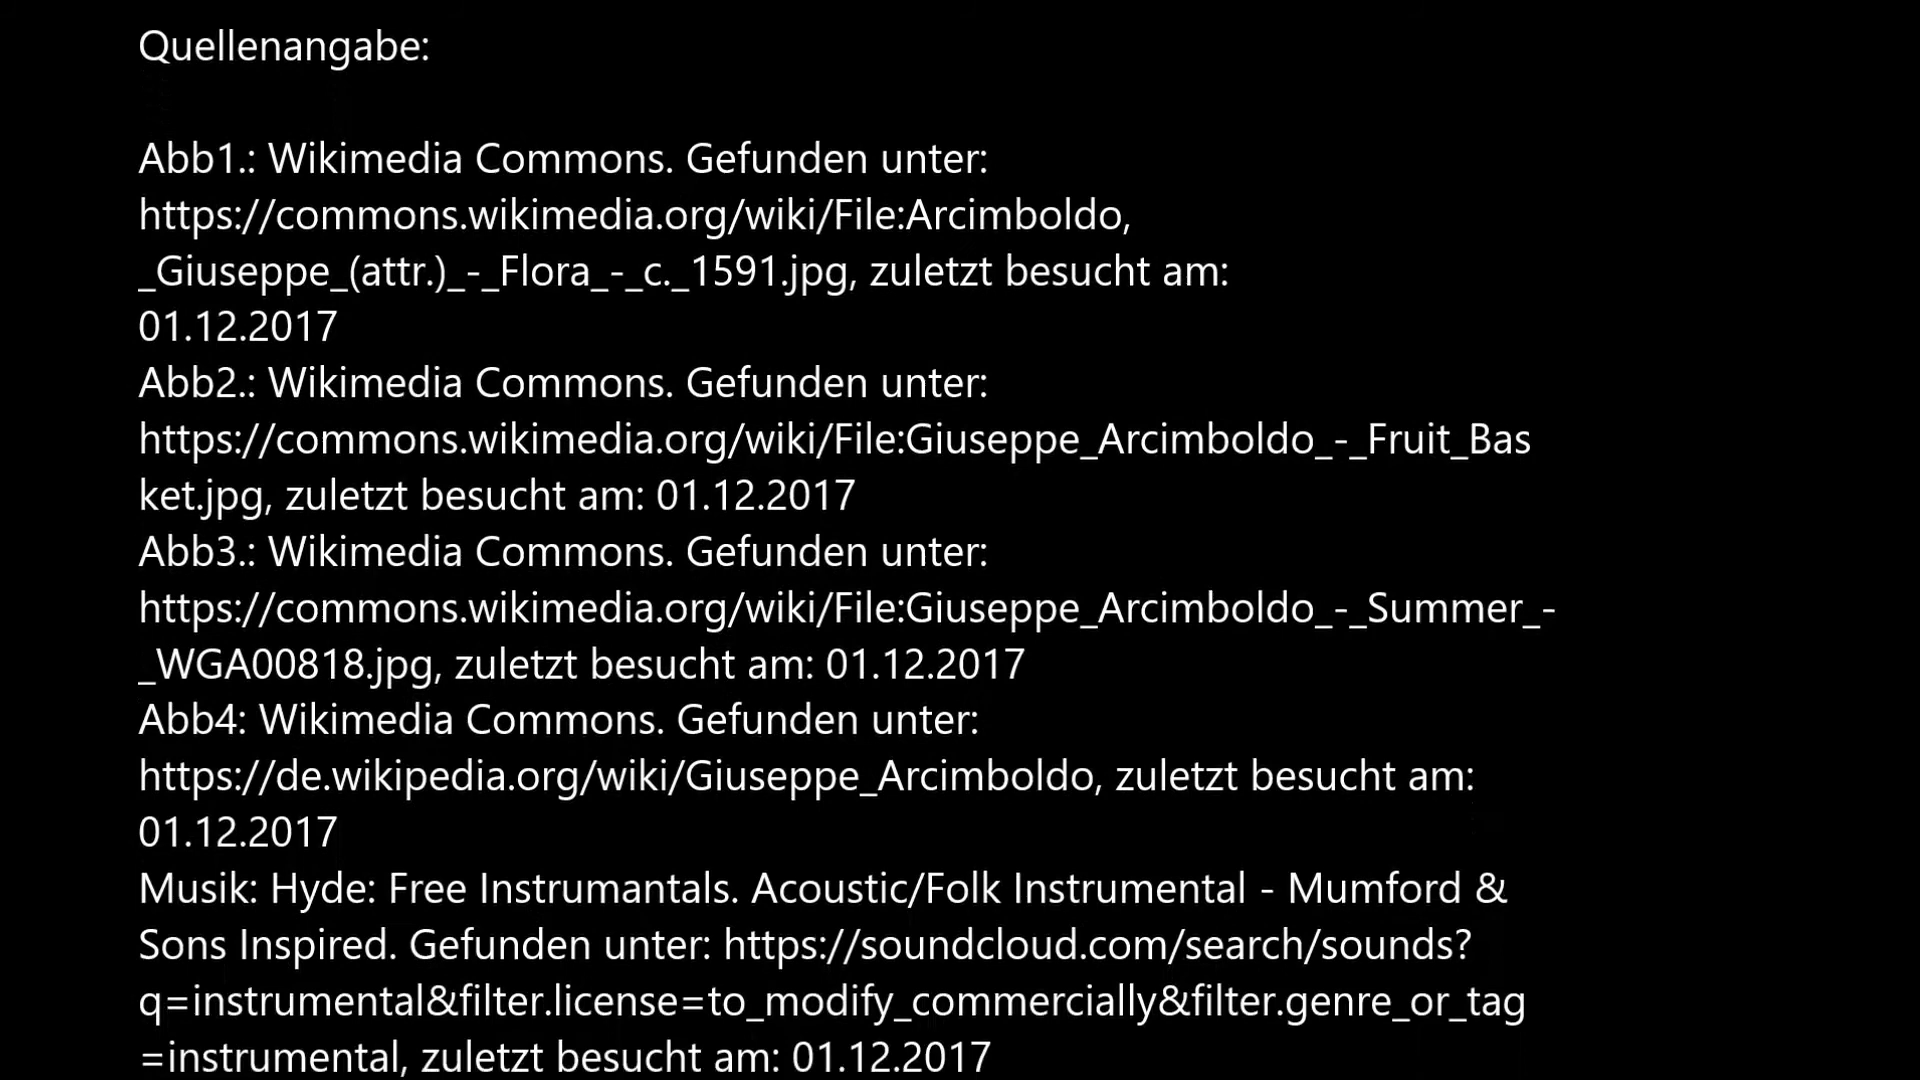 Quellenangabe:
Abb1.: Wikimedia Commons. Gefunden unter:
https://commons.wikimedia.org/wiki/File:Arcimboldo,
_Giuseppe_(attr.)_-_Flora_-_c._1591.jpg, zuletzt besucht am:
01.12.2017
Abb2.: Wikimedia Commons. Gefunden unter:
https://commons.wikimedia.org/wiki/File:Giuseppe_Arcimboldo_-_Fruit_Bas
ket.jpg, zuletzt besucht am: 01.12.2017
Abb3.: Wikimedia Commons. Gefunden unter:
https://commons.wikimedia.org/wiki/File:Giuseppe_Arcimboldo_-_Summer_-
_WGA00818.jpg, zuletzt besucht am: 01.12.2017
Abb4: Wikimedia Commons. Gefunden unter:
https://de.wikipedia.org/wiki/Giuseppe_Arcimboldo, zuletzt besucht am:
01.12.2017
Musik: Hyde: Free Instrumantals. Acoustic/Folk Instrumental - Mumford &
Sons Inspired. Gefunden unter: https://soundcloud.com/search/sounds?
q=instrumental&filter.license=to_modify_commercially&filter.genre_or_tag
=instrumental, zuletzt besucht am: 01.12.2017